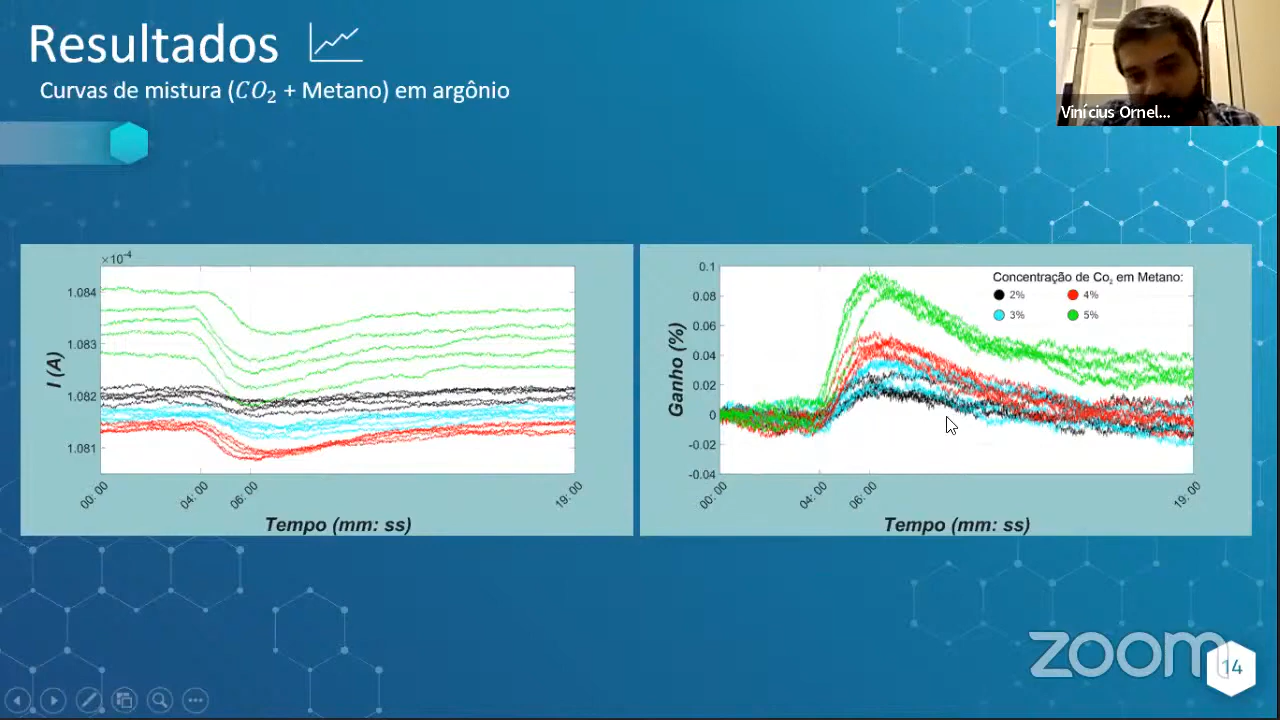 Resultados
Curvas de mistura (CO₂ + Metano) em argônio
Vinícius Ornel...
×10⁻⁴
1.084
1.083
1.082
1.081
I (A)
00: 00
04: 00
06: 00
19: 00
Tempo (mm: ss)
0.1
0.08
0.06
0.04
0.02
0
-0.02
-0.04
Ganho (%)
Concentração de Co₂ em Metano:
2%
4%
3%
5%
00: 00
04: 00
06: 00
19: 00
Tempo (mm: ss)
zoom
14